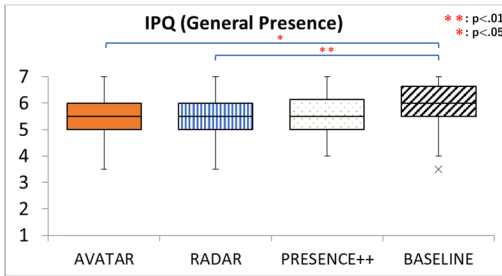 IPQ (General Presence)
**: p<.01
*: p<.05
*
**
7
6
5
4
3
2
1
AVATAR RADAR PRESENCE++ BASELINE